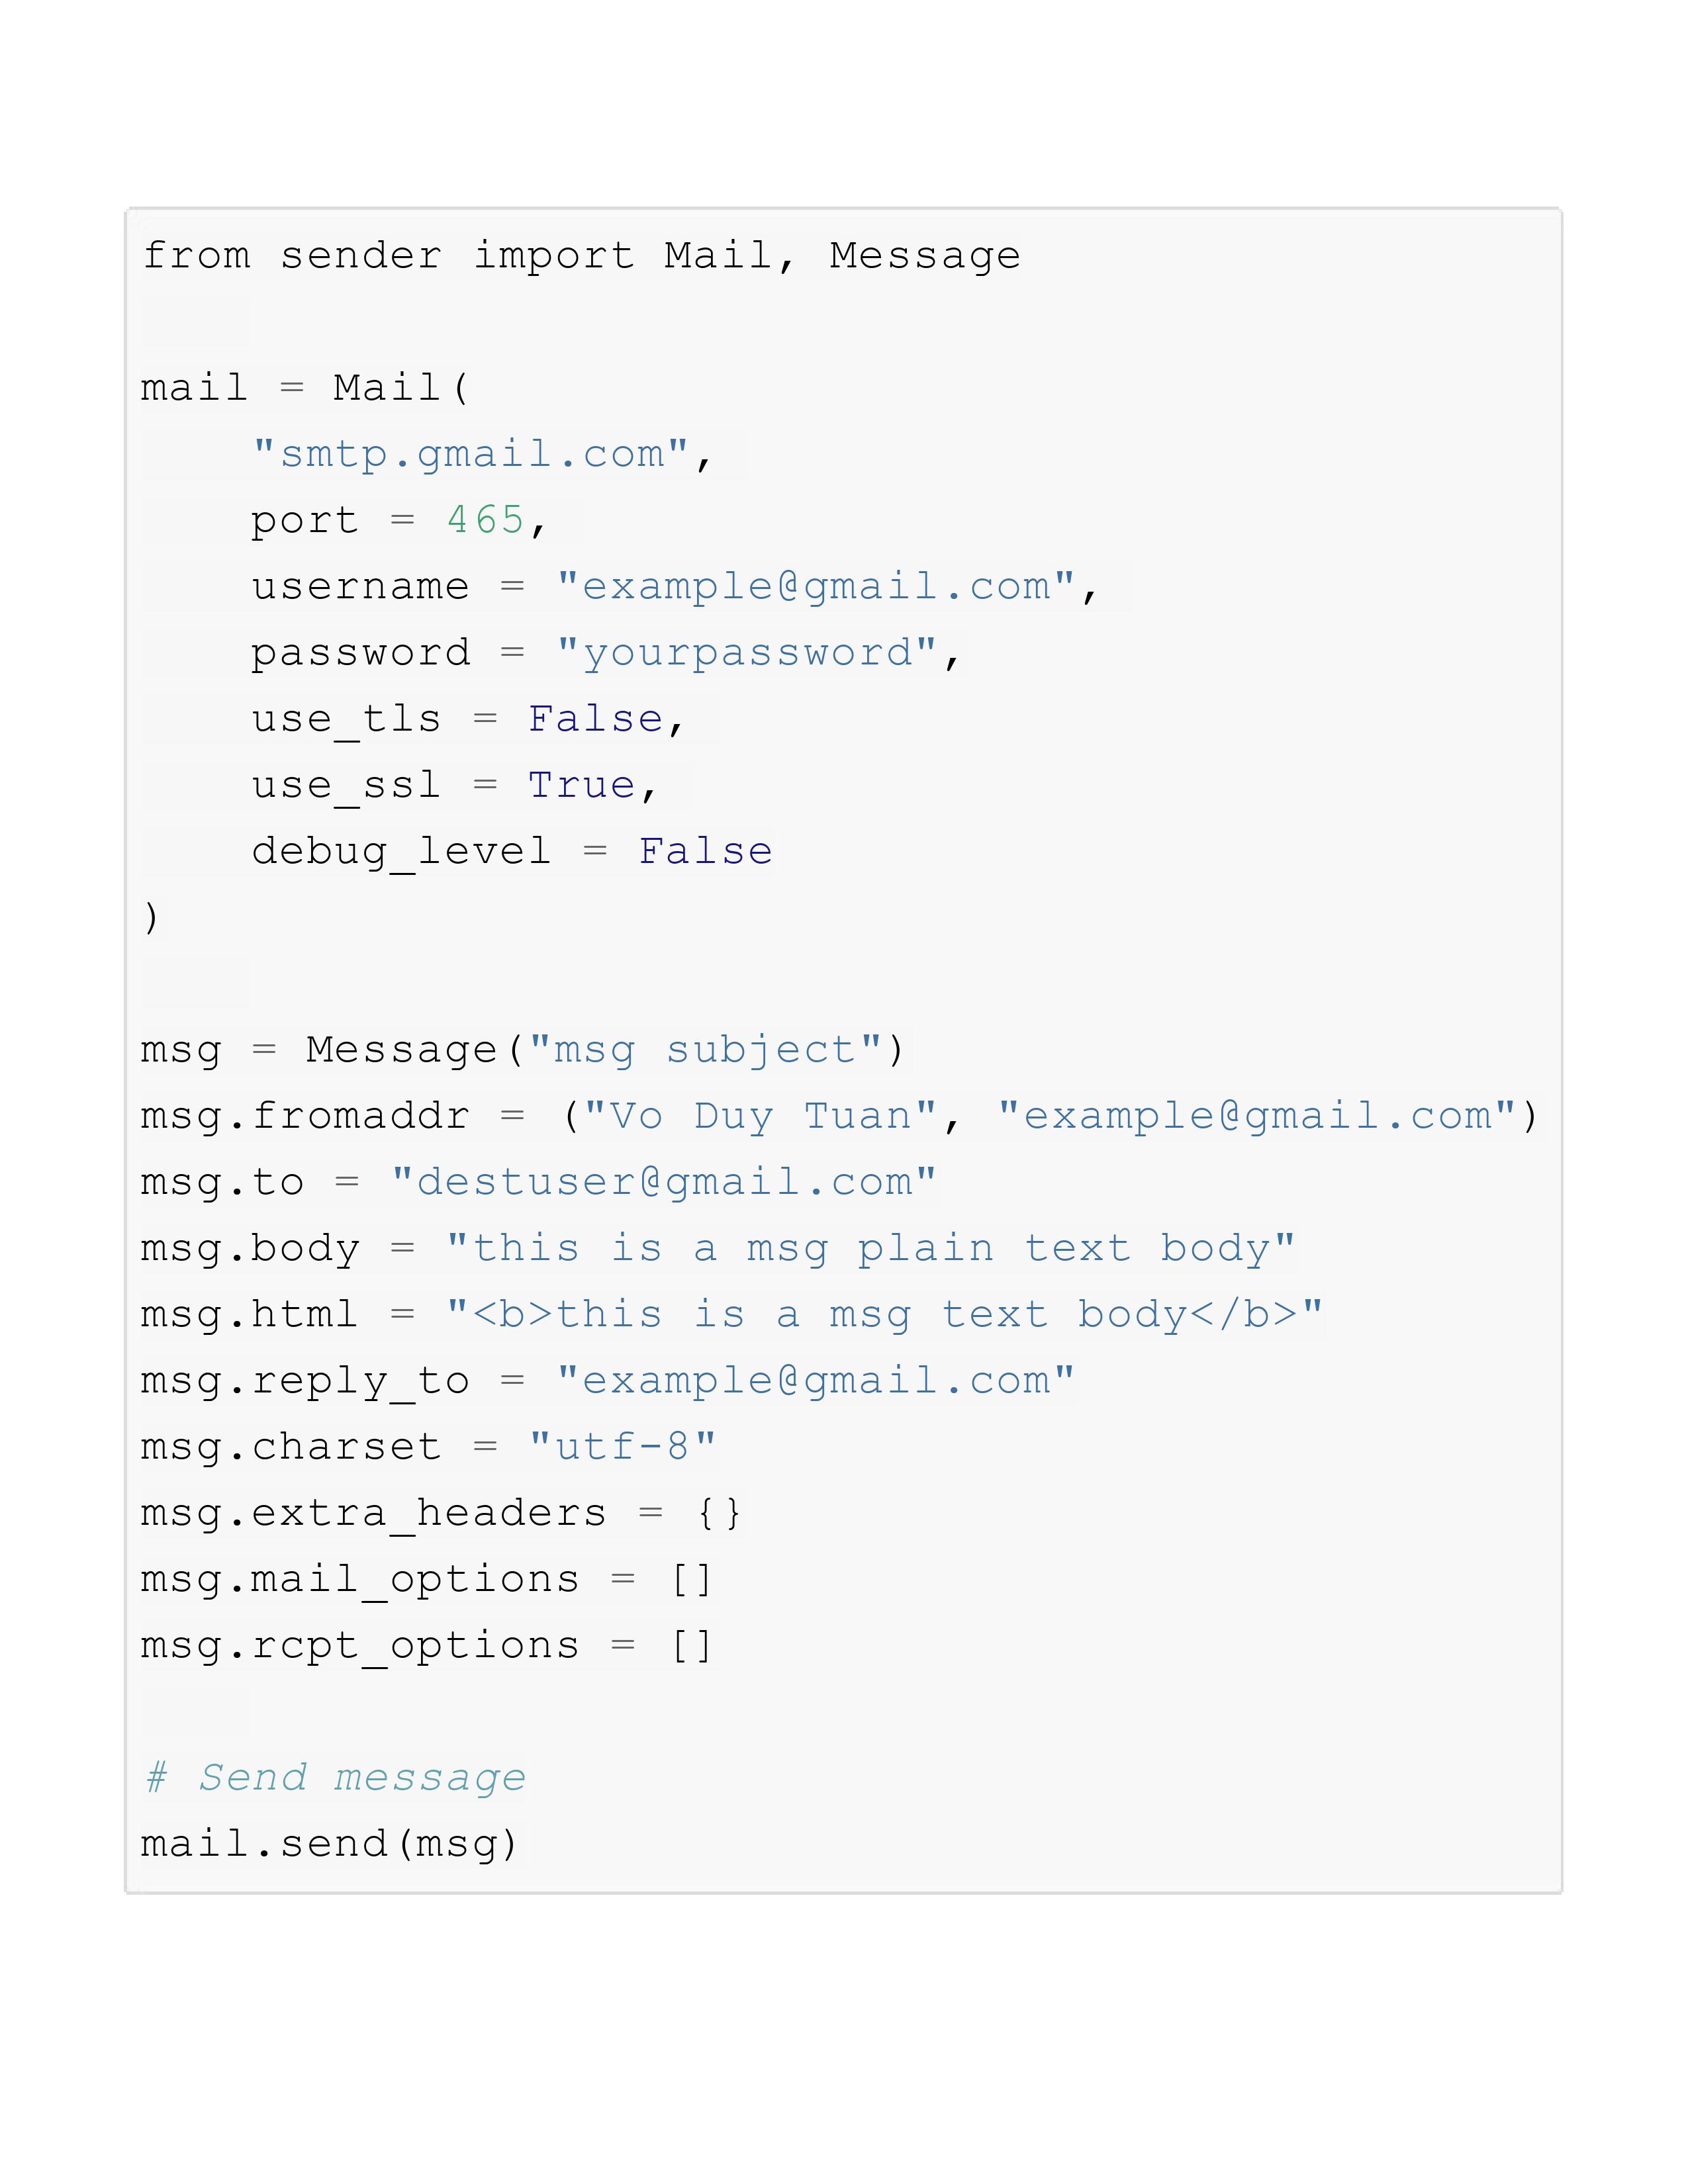 from sender import Mail, Message
mail = Mail(
    "smtp.gmail.com",
    port = 465,
    username = "example@gmail.com",
    password = "yourpassword",
    use_tls = False,
    use_ssl = True,
    debug_level = False
)
msg = Message("msg subject")
msg.fromaddr = ("Vo Duy Tuan", "example@gmail.com")
msg.to = "destuser@gmail.com"
msg.body = "this is a msg plain text body"
msg.html = "<b>this is a msg text body</b>"
msg.reply_to = "example@gmail.com"
msg.charset = "utf-8"
msg.extra_headers = {}
msg.mail_options = []
msg.rcpt_options = []
# Send message
mail.send(msg)